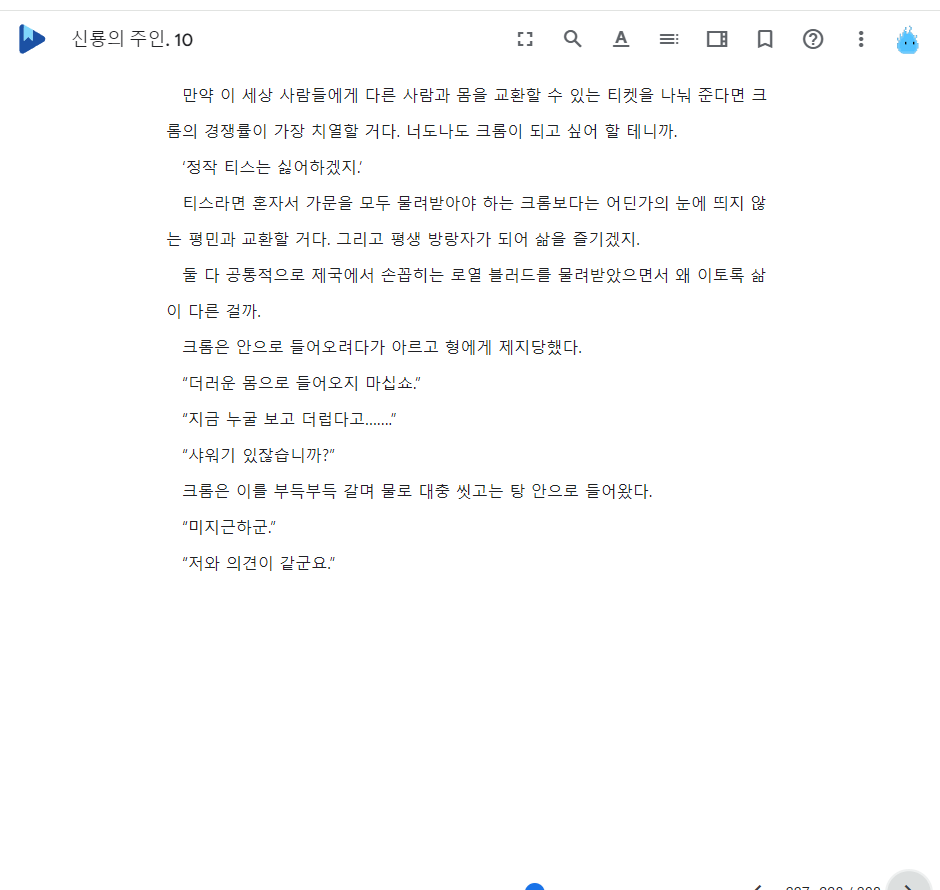 신룡의 주인. 10
만약 이 세상 사람들에게 다른 사람과 몸을 교환할 수 있는 티켓을 나눠 준다면 크
롬의 경쟁률이 가장 치열할 거다. 너도나도 크롬이 되고 싶어 할 테니까.
'정작 티스는 싫어하겠지.'
티스라면 혼자서 가문을 모두 물려받아야 하는 크롬보다는 어딘가의 눈에 띄지 않
는 평민과 교환할 거다. 그리고 평생 방랑자가 되어 삶을 즐기겠지.
둘 다 공통적으로 제국에서 손꼽히는 로열 블러드를 물려받았으면서 왜 이토록 삶
이 다른 걸까.
크롬은 안으로 들어오려다가 아르고 형에게 제지당했다.
"더러운 몸으로 들어오지 마십쇼."
"지금 누굴 보고 더럽다고……."
"샤워기 있잖습니까?"
크롬은 이를 부득부득 갈며 물로 대충 씻고는 탕 안으로 들어왔다.
"미지근하군."
"저와 의견이 같군요."